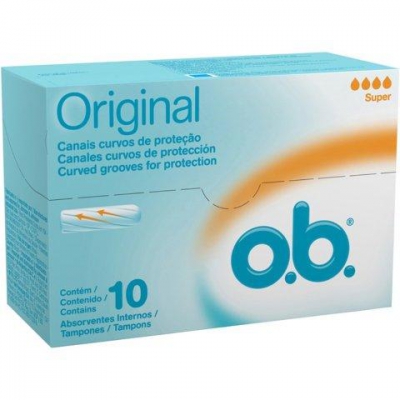 Original
Canais curvos de proteção
Canales curvos de protección
Curved grooves for protection
Super
o.b.®
Contém /
Contenido /
Contains
10
Absorventes Internos /
Tampones / Tampons